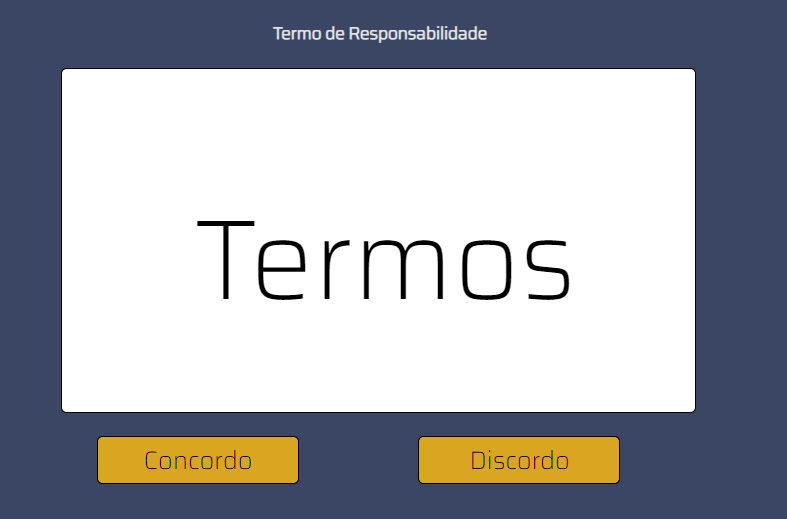 Termo de Responsabilidade
Termos
Concordo
Discordo